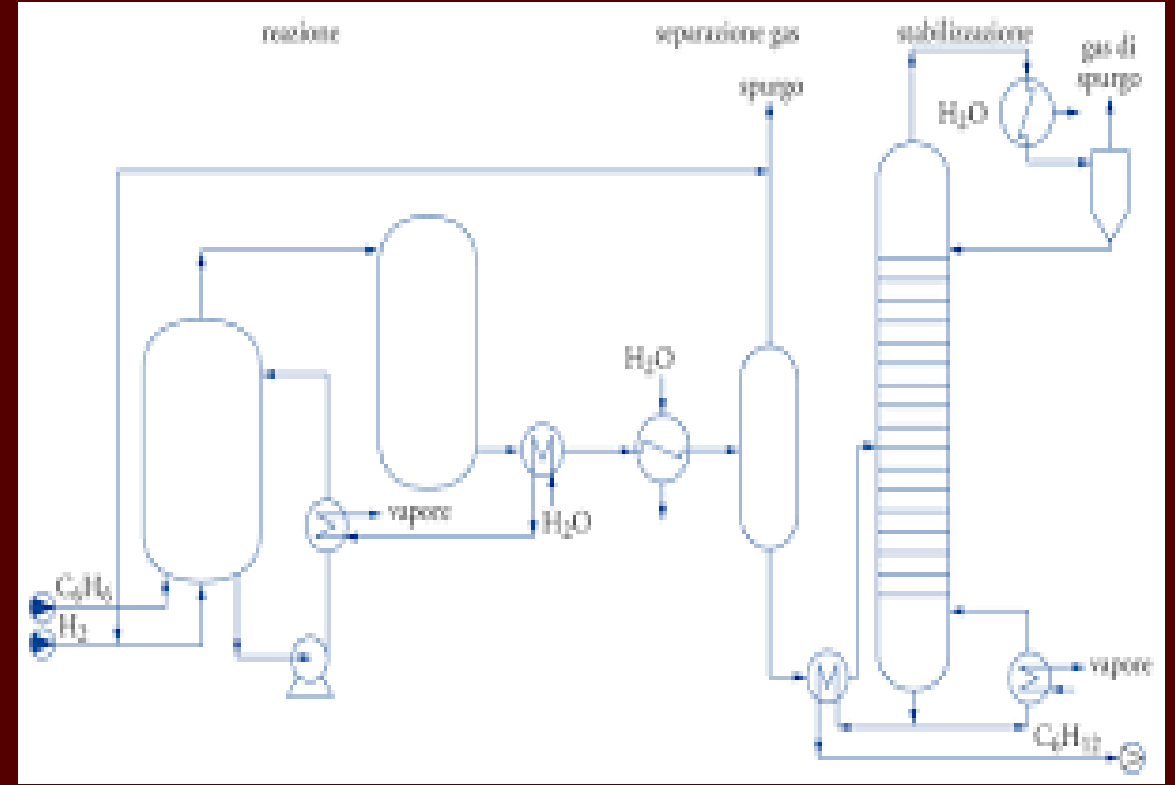 reazione
separazione gas
stabilizzazione
gas di
spurgo
spurgo
H₂O
H₂O
vapore
H₂O
C₆H₆
H₂
vapore
C₆H₁₂